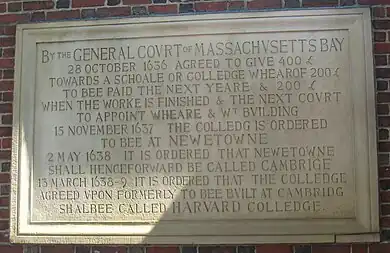 BY THE GENERAL COVRT OF MASSACHVSETTS BAY
28 OCTOBER 1636 AGREED TO GIVE 400 £
TOWARDS A SCHOALE OR COLLEDGE WHEAROF 200 £
TO BEE PAID THE NEXT YEARE & 200 £
WHEN THE WORKE IS FINISHED & THE NEXT COVRT
TO APPOINT WHEARE & WT BVILDING
15 NOVEMBER 1637 THE COLLEDG IS ORDERED
TO BEE AT NEWETOWNE
2 MAY 1638 IT IS ORDERED THAT NEWETOWNE
SHALL HENCEFORWARD BE CALLED CAMBRIGE
13 MARCH 1638-9 IT IS ORDERED THAT THE COLLEDGE
AGREED VPON FORMERLY TO BEE BVILT AT CAMBRIDG
SHALBEE CALLED HARVARD COLLEDGE